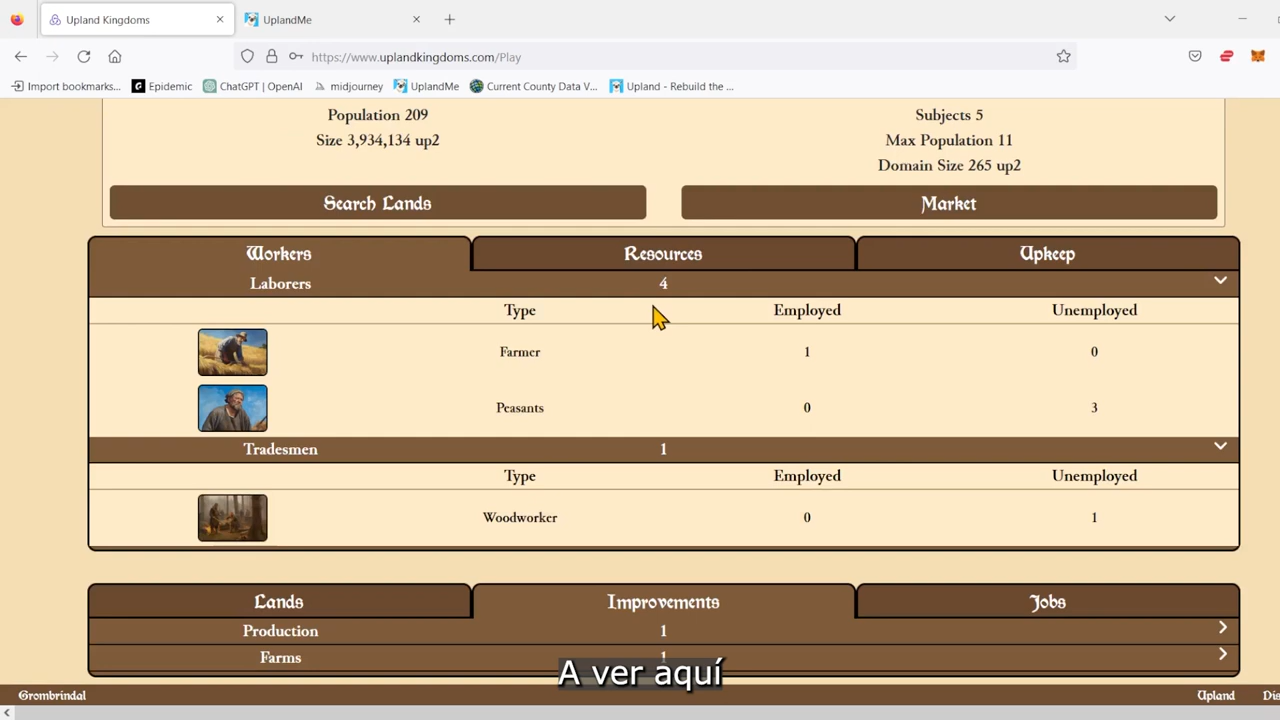 Upland Kingdoms
UplandMe
https://www.uplandkingdoms.com/Play
Import bookmarks...
Epidemic
ChatGPT | OpenAI
midjourney
UplandMe
Current County Data V...
Upland - Rebuild the ...
Population 209
Size 3,934,134 up2
Subjects 5
Max Population 11
Domain Size 265 up2
Search Lands
Market
Workers
Resources
Upkeep
Laborers 4
Type Employed Unemployed
Farmer 1 0
Peasants 0 3
Tradesmen 1
Type Employed Unemployed
Woodworker 0 1
Lands
Improvements
Jobs
Production 1
Farms 1
A ver aquí
Grombrindal
Upland
Dis